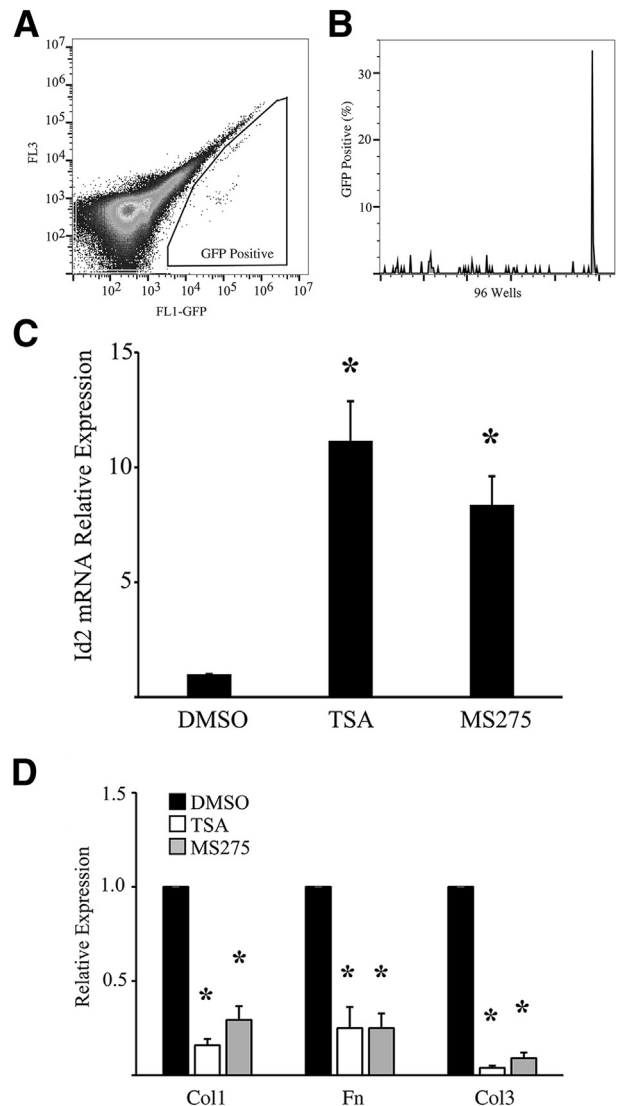 A
10^7
10^6
10^5
10^4
10^3
10^2
FL3
GFP Positive
10^2 10^3 10^4 10^5 10^6 10^7
FL1-GFP
B
30
20
10
GFP Positive (%)
96 Wells
C
15
10
5
Id2 mRNA Relative Expression
*
*
DMSO TSA MS275
D
1.5
1.0
0.5
Relative Expression
DMSO
TSA
MS275
* * * * * *
Col1 Fn Col3